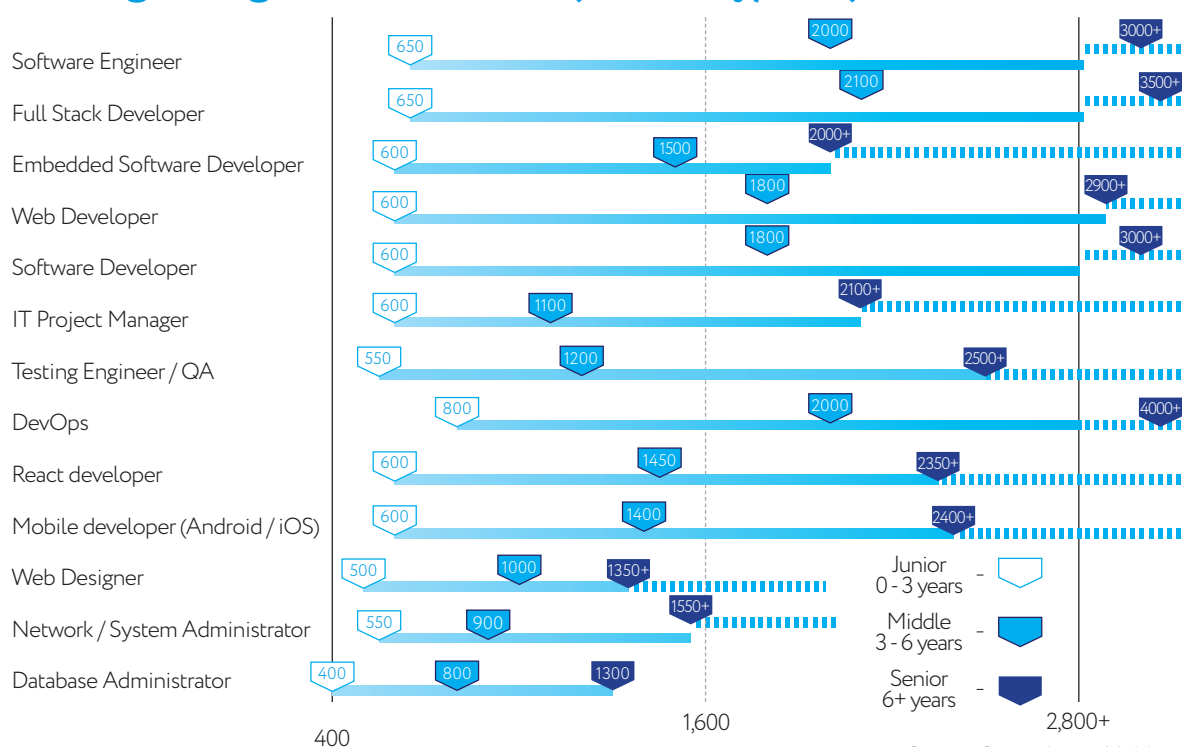 2000
3000+
650
Software Engineer
2100
3500+
650
Full Stack Developer
2000+
1500
600
Embedded Software Developer
1800
2900+
600
Web Developer
1800
3000+
600
Software Developer
2100+
600
1100
IT Project Manager
550
1200
2500+
Testing Engineer / QA
800
2000
4000+
DevOps
600
1450
2350+
React developer
600
1400
2400+
Mobile developer (Android / iOS)
500
1000
1350+
Web Designer
1550+
550
900
Network / System Administrator
400
800
1300
Database Administrator
Junior
0 - 3 years
-
Middle
3 - 6 years
-
Senior
6+ years
-
400
1,600
2,800+